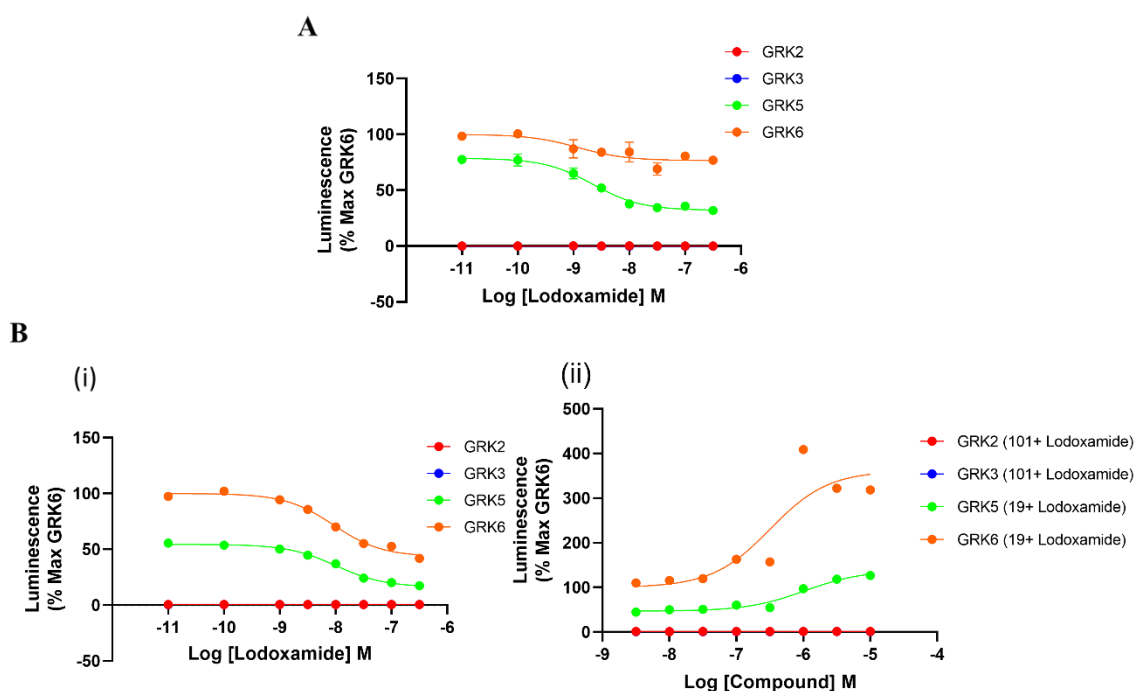 A
GRK2
GRK3
GRK5
GRK6
150
100
50
0
-50
Luminescence
(% Max GRK6)
-11 -10 -9 -8 -7 -6
Log [Lodoxamide] M
B
(i)
150
100
50
0
-50
Luminescence
(% Max GRK6)
-11 -10 -9 -8 -7 -6
Log [Lodoxamide] M
GRK2
GRK3
GRK5
GRK6
(ii)
500
400
300
200
100
0
Luminescence
(% Max GRK6)
-9 -8 -7 -6 -5 -4
Log [Compound] M
GRK2 (101+ Lodoxamide)
GRK3 (101+ Lodoxamide)
GRK5 (19+ Lodoxamide)
GRK6 (19+ Lodoxamide)